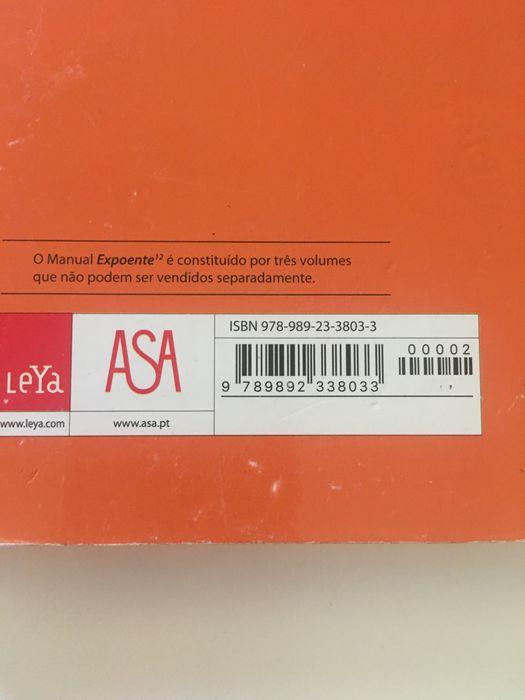 O Manual Expoente¹² é constituído por três volumes
que não podem ser vendidos separadamente.
ISBN 978-989-23-3803-3
00002
9 789892 338033
LeYa
ASA
www.leya.com
www.asa.pt